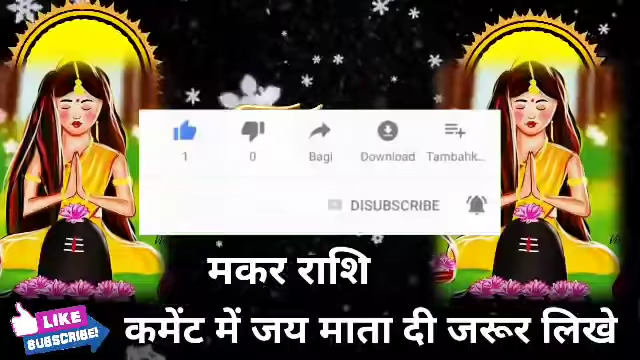 1 0 Bagi Download Tambahk...
DISUBSCRIBE
मकर राशि
LIKE
SUBSCRIBE!
कमेंट में जय माता दी जरूर लिखे